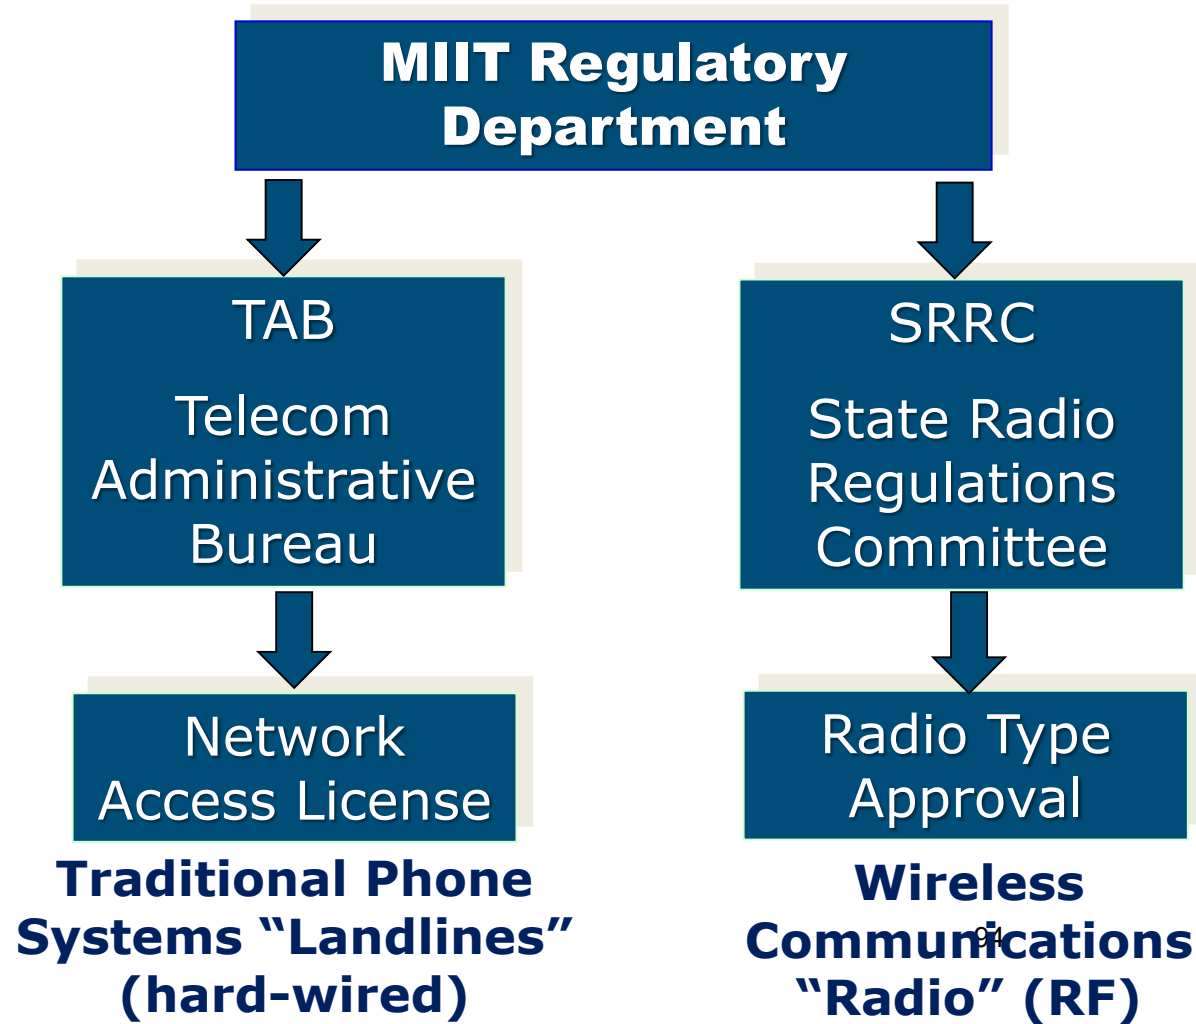 MIIT Regulatory
Department
TAB
Telecom
Administrative
Bureau
SRRC
State Radio
Regulations
Committee
Network
Access License
Radio Type
Approval
Traditional Phone
Systems “Landlines”
(hard-wired)
Wireless
Communications
“Radio” (RF)
94